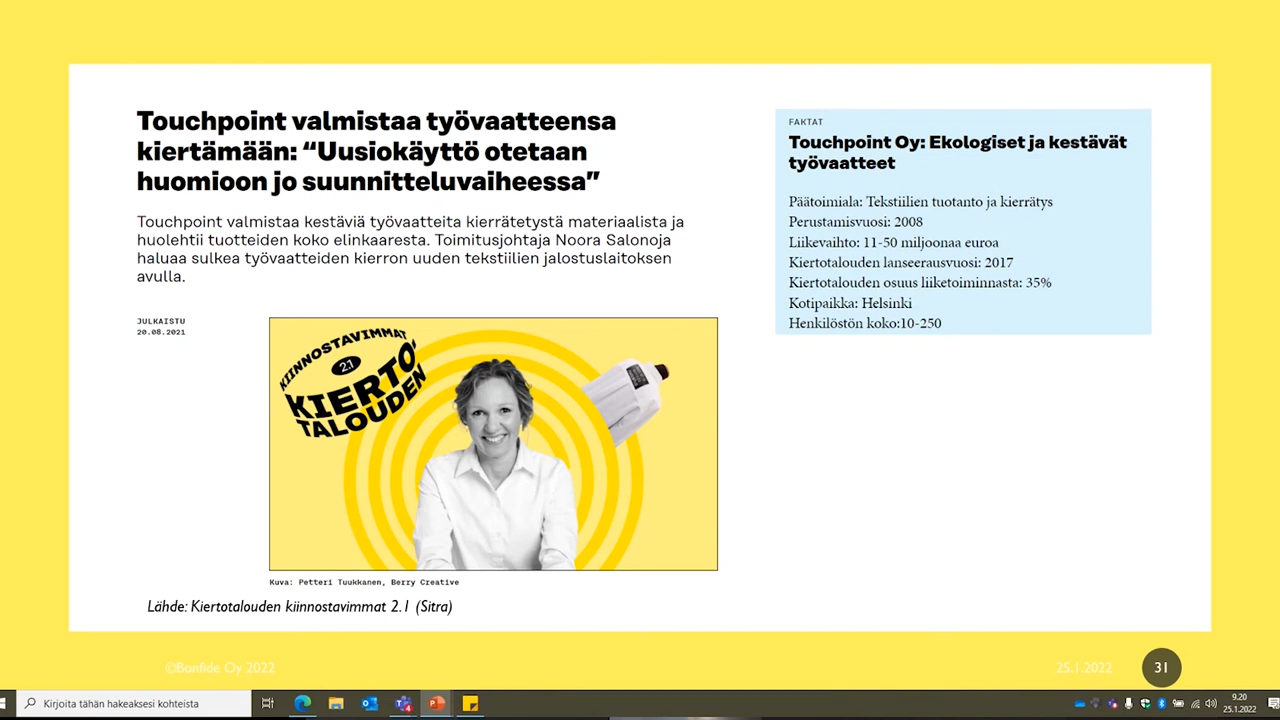 Touchpoint valmistaa työvaatteensa
kiertämään: “Uusiokäyttö otetaan
huomioon jo suunnitteluvaiheessa”
Touchpoint valmistaa kestäviä työvaatteita kierrätetystä materiaalista ja
huolehtii tuotteiden koko elinkaaresta. Toimitusjohtaja Noora Salonoja
haluaa sulkea työvaatteiden kierron uuden tekstiilien jalostuslaitoksen
avulla.
JULKAISTU
20.08.2021
KIINNOSTAVIMMAT
2.1
KIERTO-
TALOUDEN
Kuva: Petteri Tuukkanen, Berry Creative
Lähde: Kiertotalouden kiinnostavimmat 2.1 (Sitra)
FAKTAT
Touchpoint Oy: Ekologiset ja kestävät
työvaatteet
Päätoimiala: Tekstiilien tuotanto ja kierrätys
Perustamisvuosi: 2008
Liikevaihto: 11-50 miljoonaa euroa
Kiertotalouden lanseerausvuosi: 2017
Kiertotalouden osuus liiketoiminnasta: 35%
Kotipaikka: Helsinki
Henkilöstön koko:10-250
©Bonfide Oy 2022
25.1.2022
31
Kirjoita tähän hakeaksesi kohteista
9.20
25.1.2022